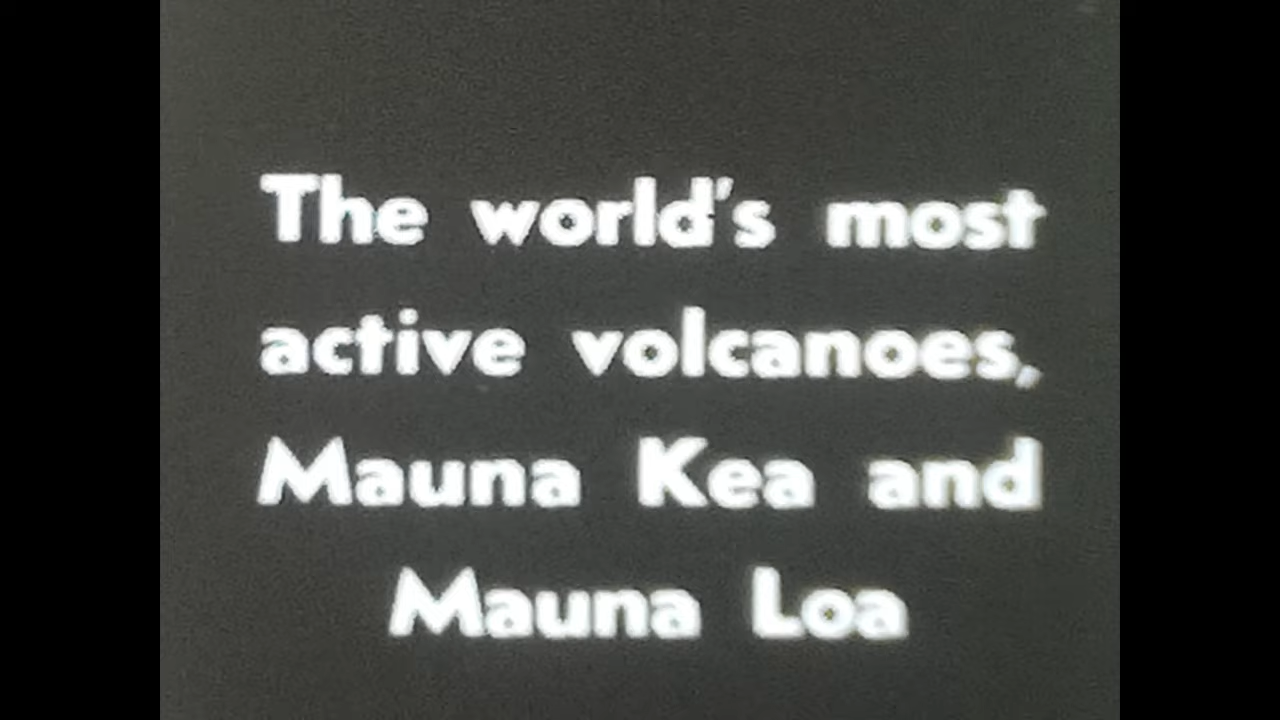 The world's most
active volcanoes,
Mauna Kea and
Mauna Loa